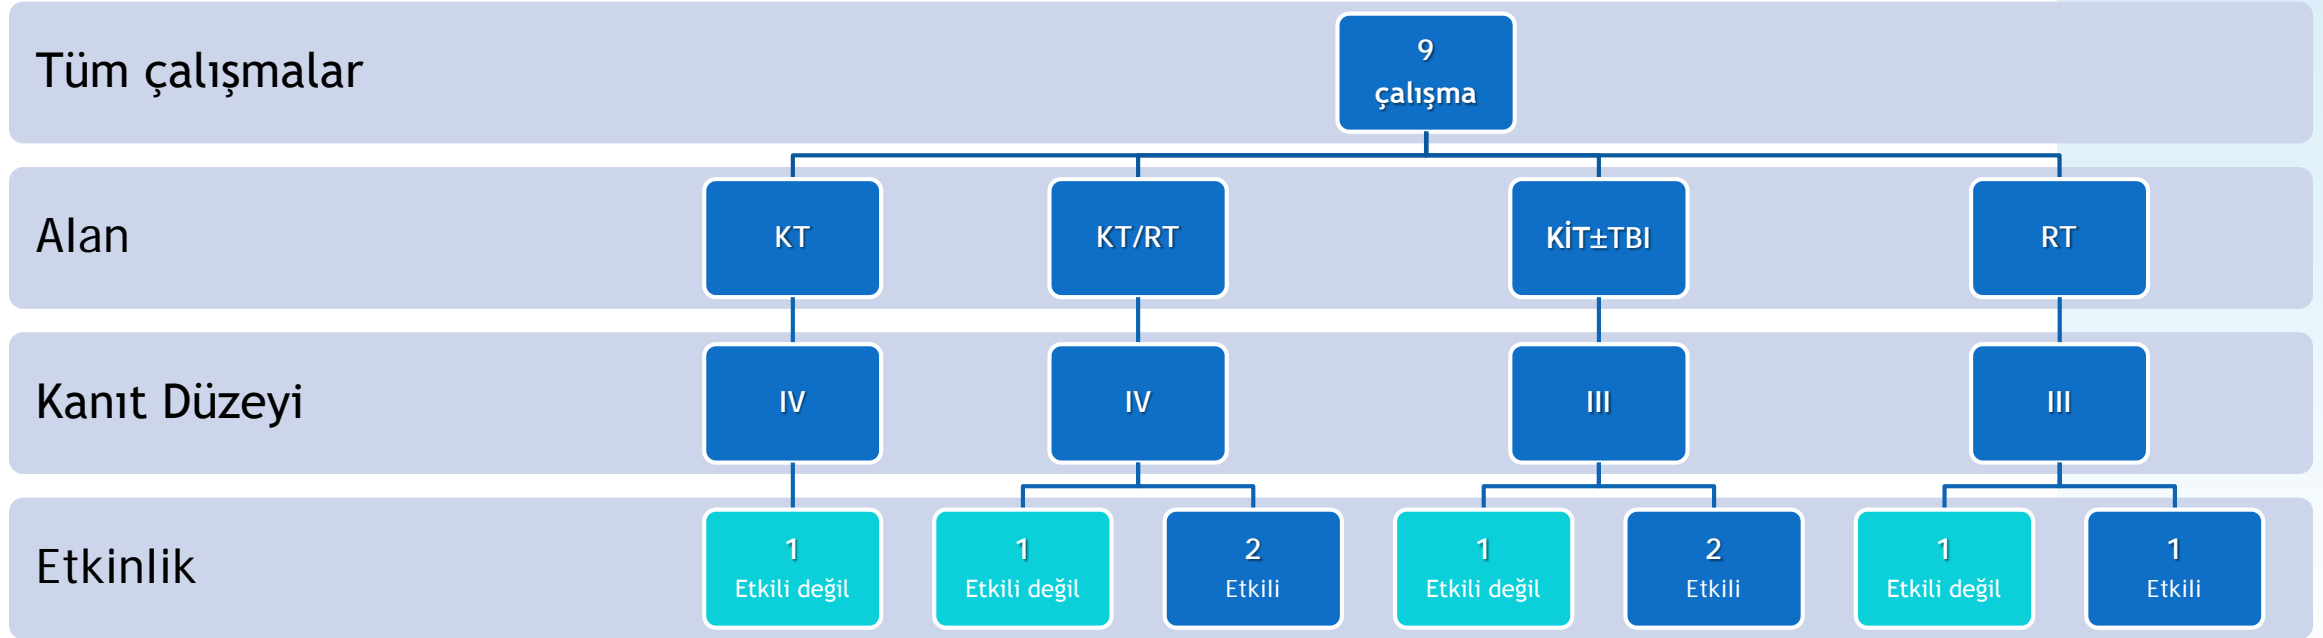 Tüm çalışmalar
9
çalışma
Alan
KT
KT/RT
KİT±TBI
RT
Kanıt Düzeyi
IV
IV
III
III
Etkinlik
1
Etkili değil
1
Etkili değil
2
Etkili
1
Etkili değil
2
Etkili
1
Etkili değil
1
Etkili